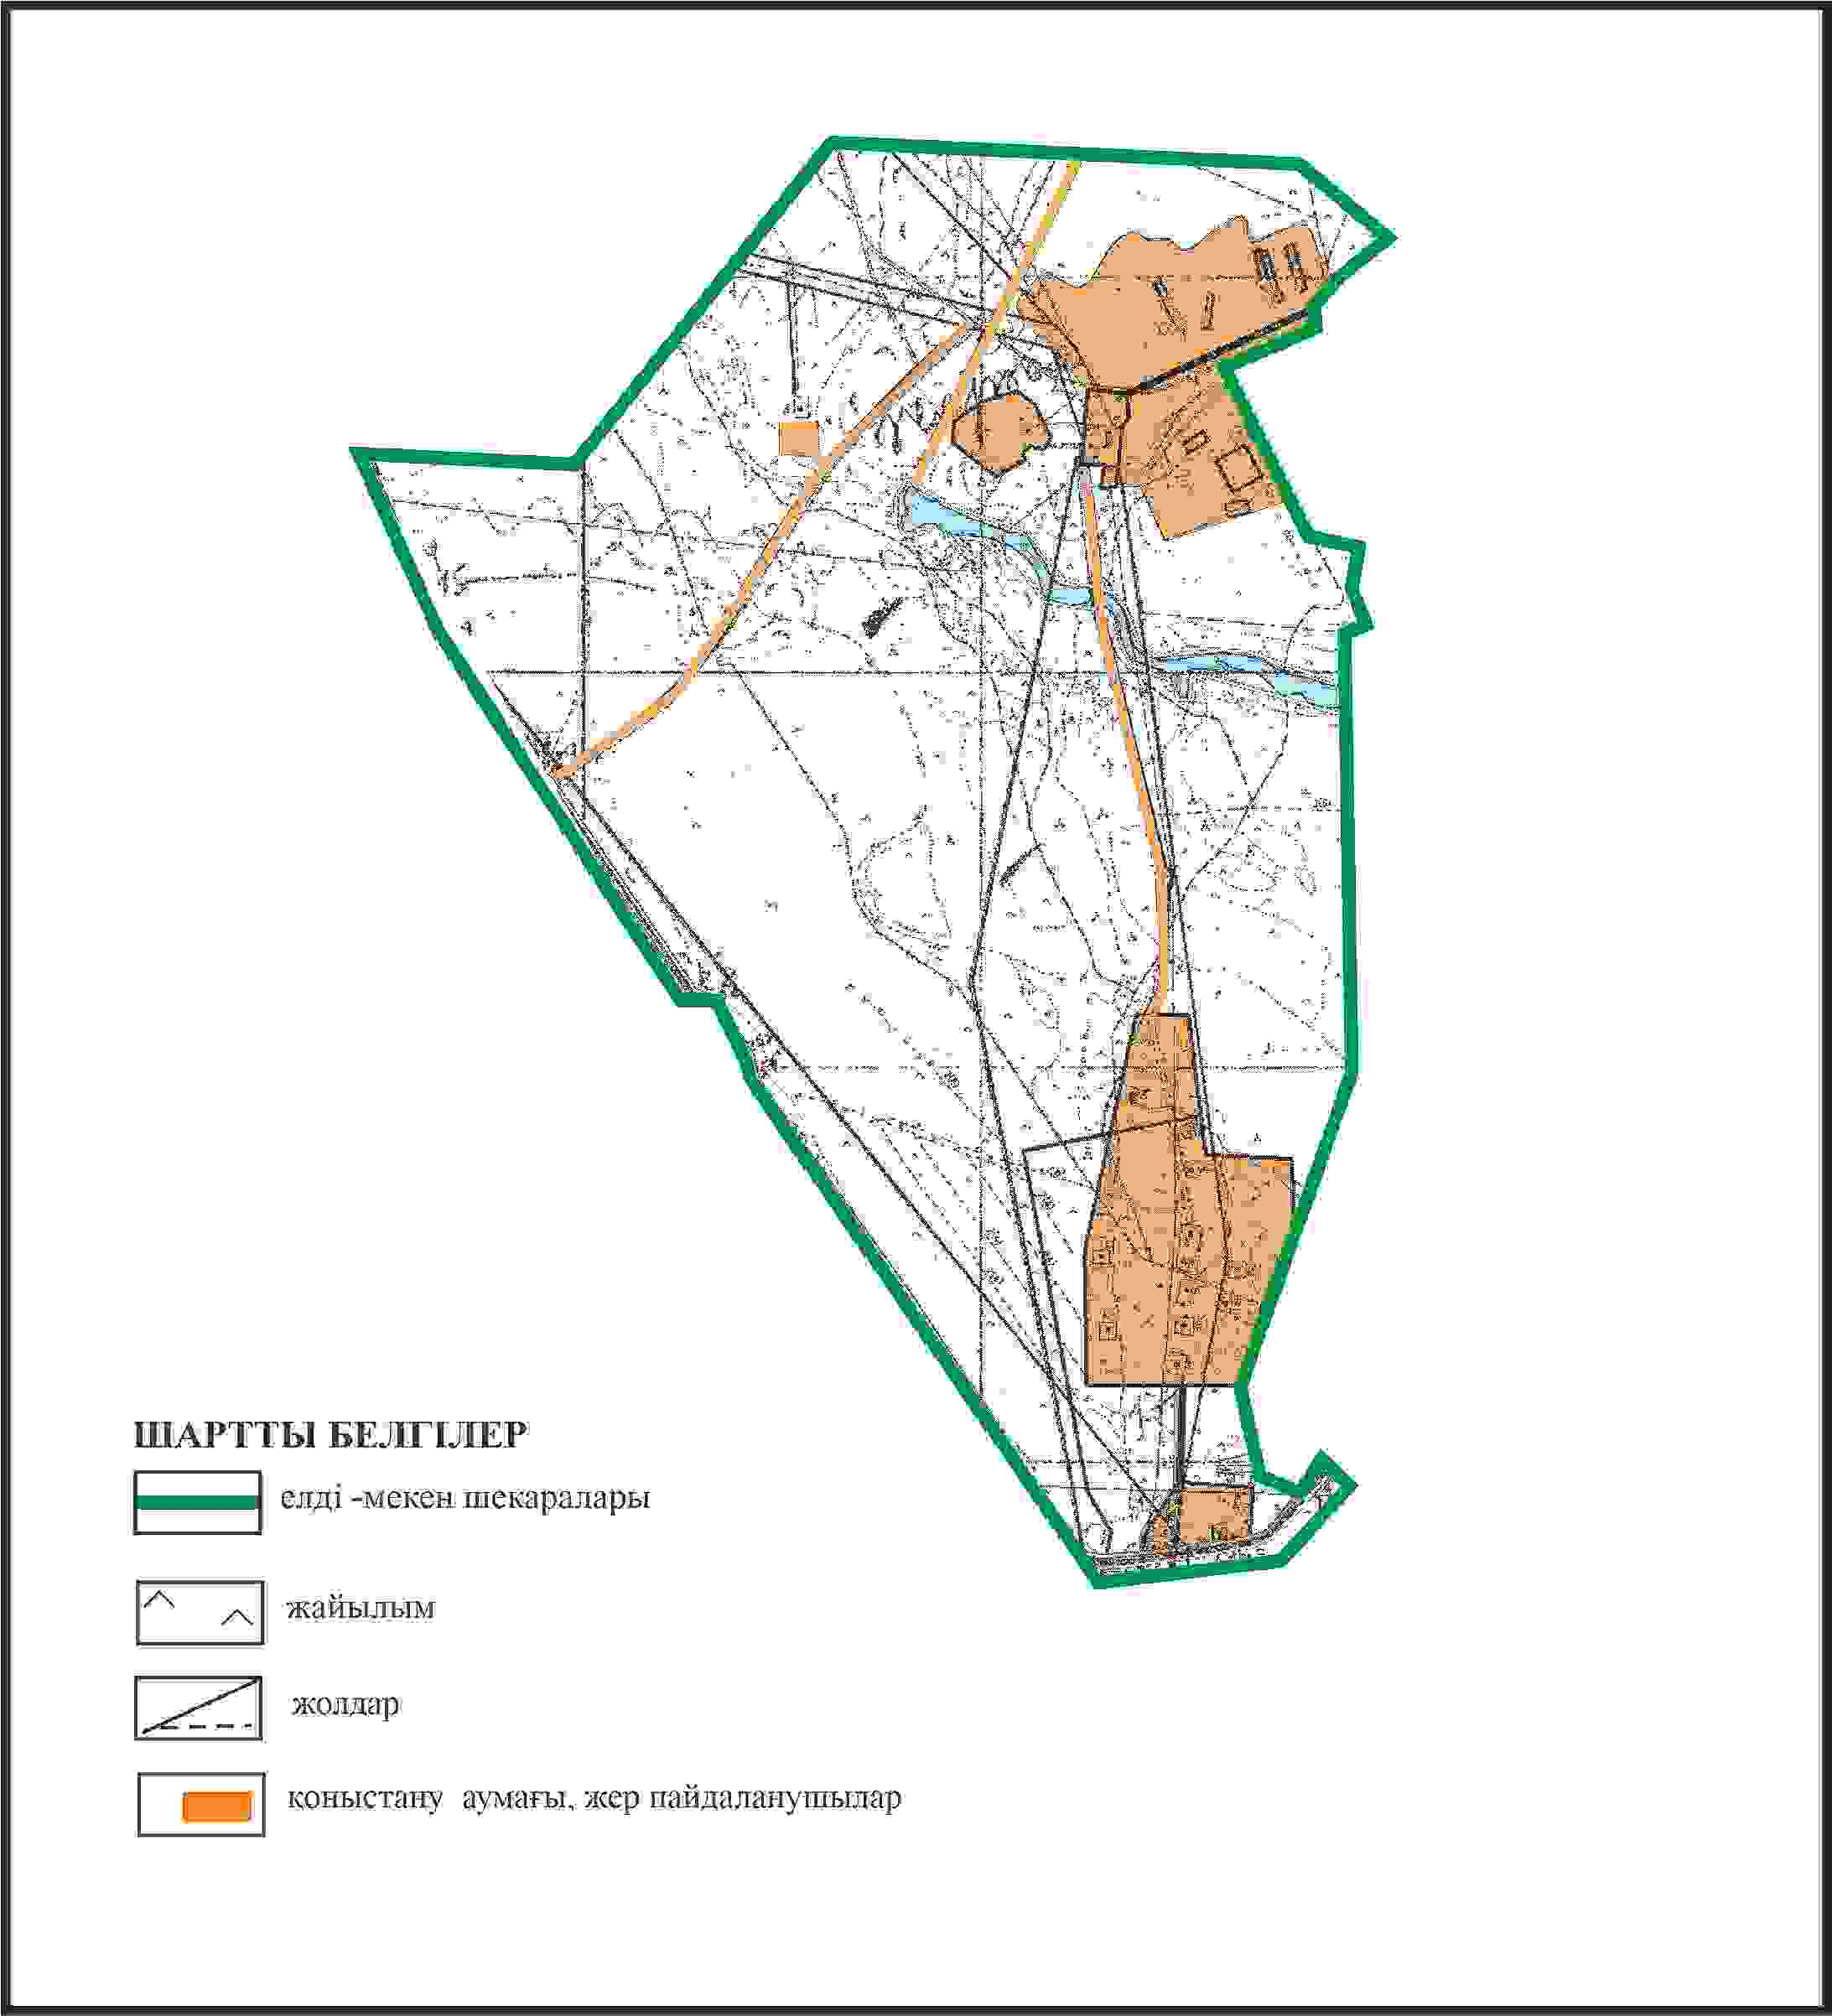 ШАРТТЫ БЕЛГІЛЕР
елді -мекен шекаралары
жайылым
жолдар
қоныстану аумағы, жер пайдаланушылар